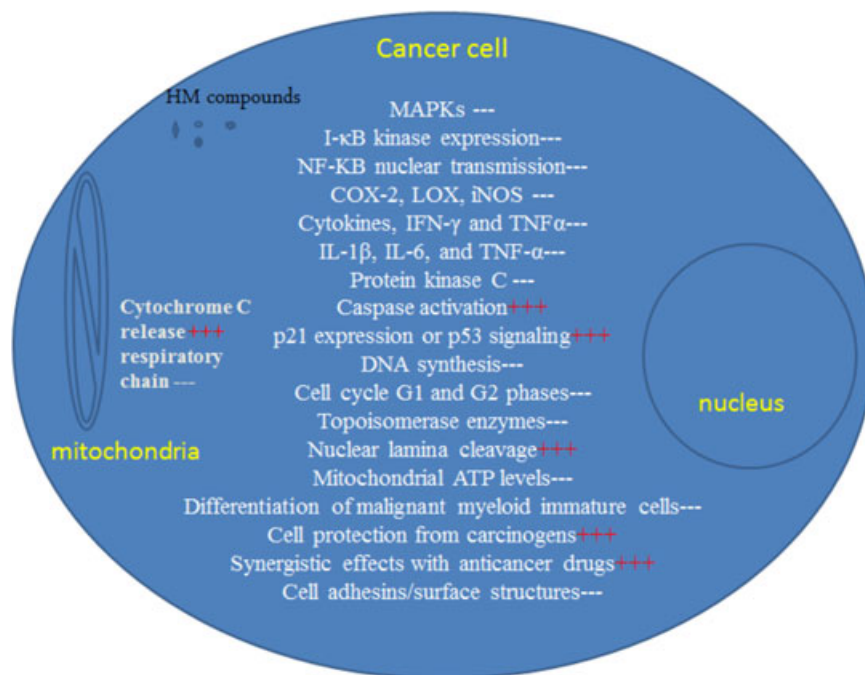 Cancer cell
HM compounds
MAPKs ---
I-κB kinase expression---
NF-KB nuclear transmission---
COX-2, LOX, iNOS ---
Cytokines, IFN-γ and TNFα---
IL-1β, IL-6, and TNF-α---
Protein kinase C ---
Caspase activation+++
p21 expression or p53 signaling+++
DNA synthesis---
Cell cycle G1 and G2 phases---
Topoisomerase enzymes---
Nuclear lamina cleavage+++
Mitochondrial ATP levels---
Differentiation of malignant myeloid immature cells---
Cell protection from carcinogens+++
Synergistic effects with anticancer drugs+++
Cell adhesins/surface structures---
Cytochrome C
release+++
respiratory
chain ---
mitochondria
nucleus